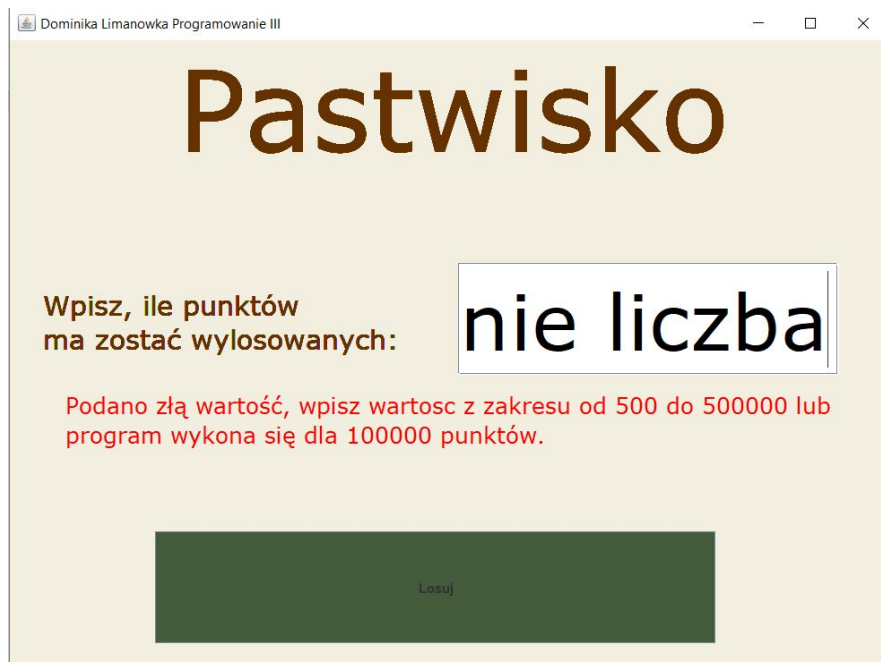 Dominika Limanowka Programowanie III
Pastwisko
Wpisz, ile punktów
ma zostać wylosowanych:
nie liczba
Podano złą wartość, wpisz wartosc z zakresu od 500 do 500000 lub
program wykona się dla 100000 punktów.
Losuj